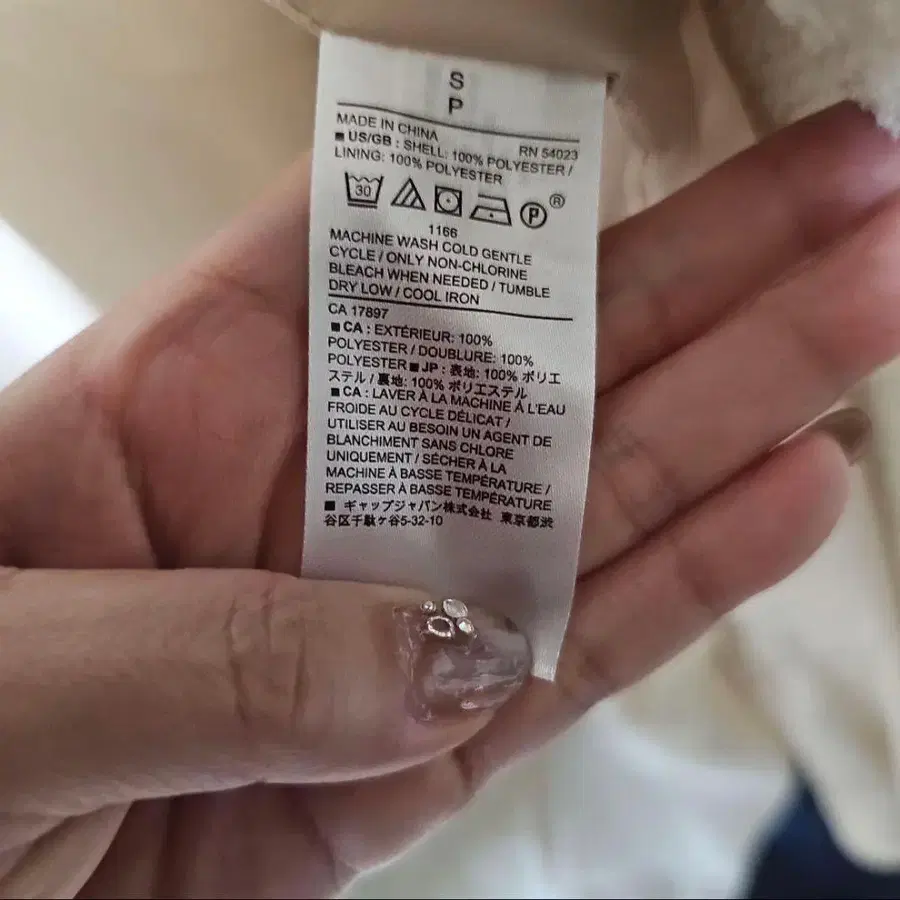 S
P
MADE IN CHINA
RN 54023
■ US/GB : SHELL: 100% POLYESTER /
LINING: 100% POLYESTER
30
P ®
1166
MACHINE WASH COLD GENTLE
CYCLE / ONLY NON-CHLORINE
BLEACH WHEN NEEDED / TUMBLE
DRY LOW / COOL IRON
CA 17897
■ CA : EXTÉRIEUR: 100%
POLYESTER / DOUBLURE: 100%
POLYESTER ■ JP : 表地: 100% ポリエ
ステル / 裏地: 100% ポリエステル
■ CA : LAVER À LA MACHINE À L'EAU
FROIDE AU CYCLE DÉLICAT /
UTILISER AU BESOIN UN AGENT DE
BLANCHIMENT SANS CHLORE
UNIQUEMENT / SÉCHER À LA
MACHINE À BASSE TEMPÉRATURE /
REPASSER À BASSE TEMPÉRATURE
■ ギャップジャパン株式会社 東京都渋
谷区千駄ケ谷5-32-10